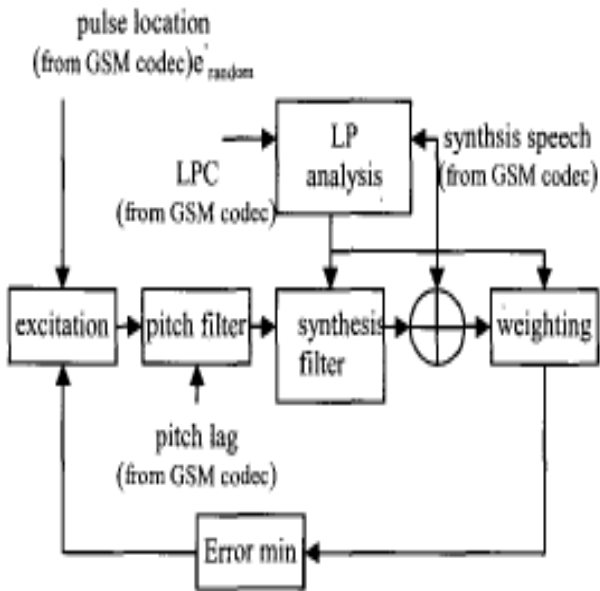 pulse location
(from GSM codec)e'random
LP
analysis
synthsis speech
(from GSM codec)
LPC
(from GSM codec)
excitation
pitch filter
synthesis
filter
weighting
pitch lag
(from GSM codec)
Error min